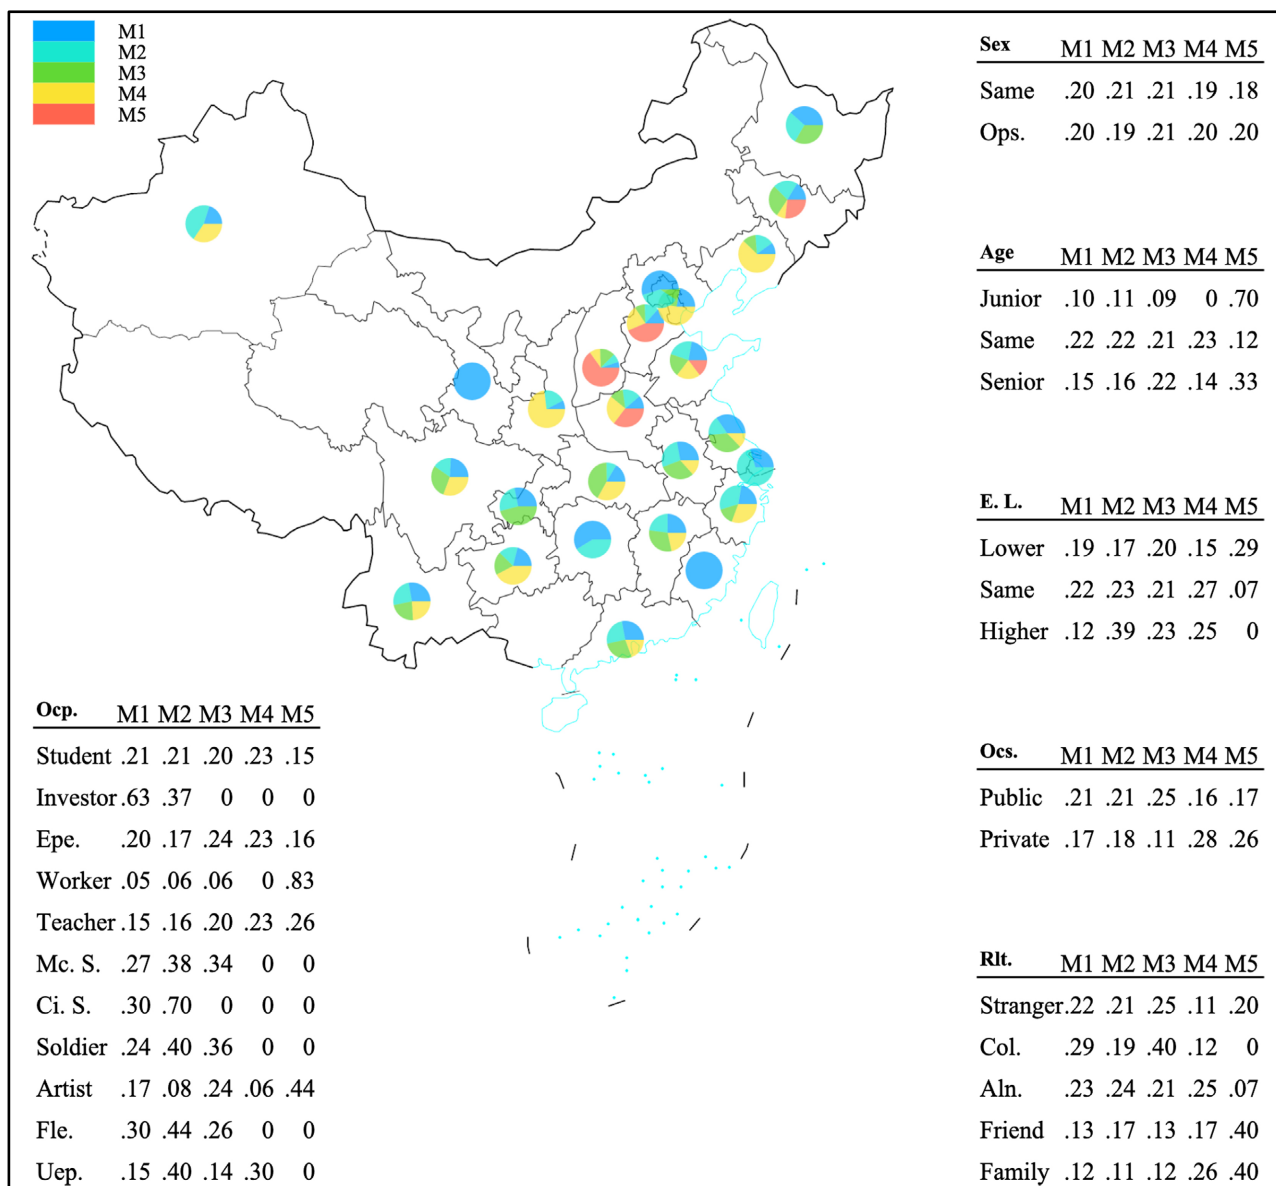 M1
M2
M3
M4
M5
Sex M1 M2 M3 M4 M5
Same .20 .21 .21 .19 .18
Ops. .20 .19 .21 .20 .20
Age M1 M2 M3 M4 M5
Junior .10 .11 .09 0 .70
Same .22 .22 .21 .23 .12
Senior .15 .16 .22 .14 .33
E. L. M1 M2 M3 M4 M5
Lower .19 .17 .20 .15 .29
Same .22 .23 .21 .27 .07
Higher .12 .39 .23 .25 0
Ocs. M1 M2 M3 M4 M5
Public .21 .21 .25 .16 .17
Private .17 .18 .11 .28 .26
Rlt. M1 M2 M3 M4 M5
Stranger .22 .21 .25 .11 .20
Col. .29 .19 .40 .12 0
Aln. .23 .24 .21 .25 .07
Friend .13 .17 .13 .17 .40
Family .12 .11 .12 .26 .40
Ocp. M1 M2 M3 M4 M5
Student .21 .21 .20 .23 .15
Investor .63 .37 0 0 0
Epe. .20 .17 .24 .23 .16
Worker .05 .06 .06 0 .83
Teacher .15 .16 .20 .23 .26
Mc. S. .27 .38 .34 0 0
Ci. S. .30 .70 0 0 0
Soldier .24 .40 .36 0 0
Artist .17 .08 .24 .06 .44
Fle. .30 .44 .26 0 0
Uep. .15 .40 .14 .30 0